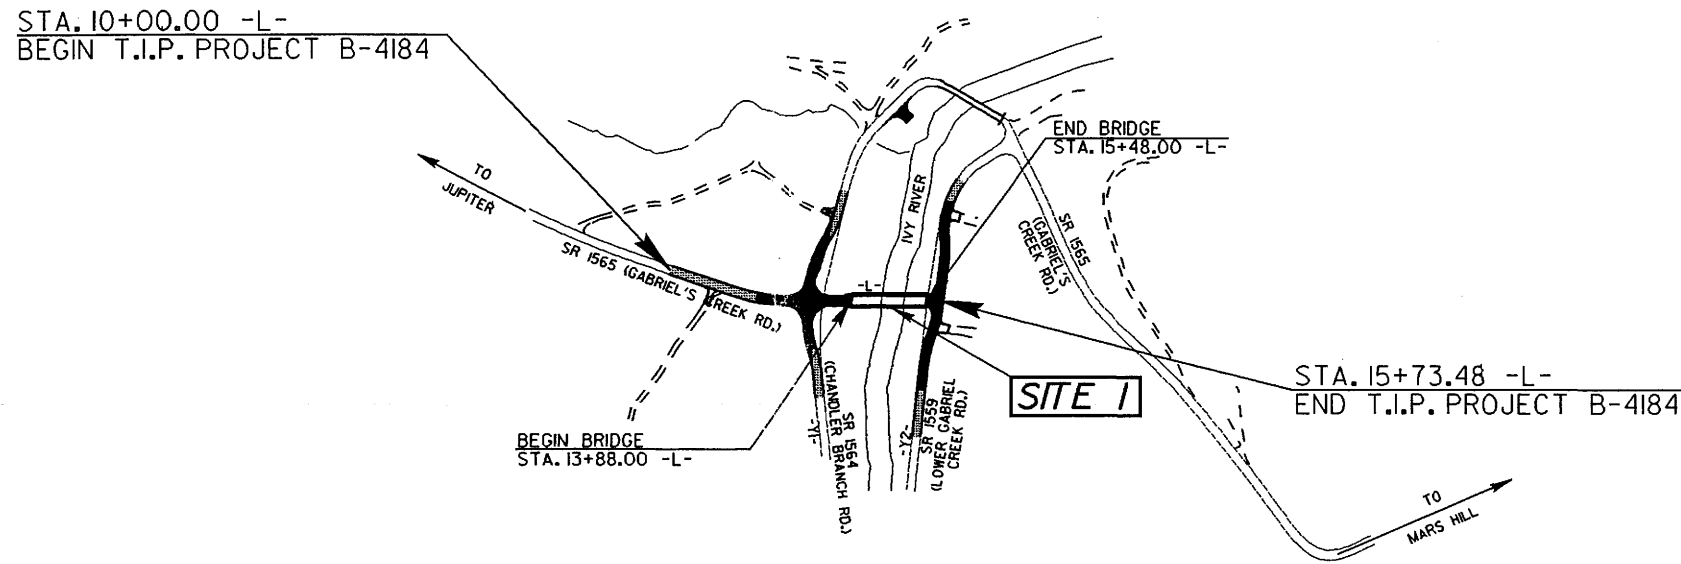 STA. 10+00.00 -L-
BEGIN T.I.P. PROJECT B-4184
END BRIDGE
STA. 15+48.00 -L-
TO
JUPITER
IVY RIVER
SR 1565
(GABRIEL'S
CREEK RD.)
SR 1565 (GABRIEL'S CREEK RD.)
-L-
STA. 15+73.48 -L-
END T.I.P. PROJECT B-4184
SITE 1
BEGIN BRIDGE
STA. 13+88.00 -L-
-Y1-
SR 1564
(CHANDLER BRANCH RD.)
-Y2-
SR 1559
(LOWER GABRIEL
CREEK RD.)
TO
MARS HILL